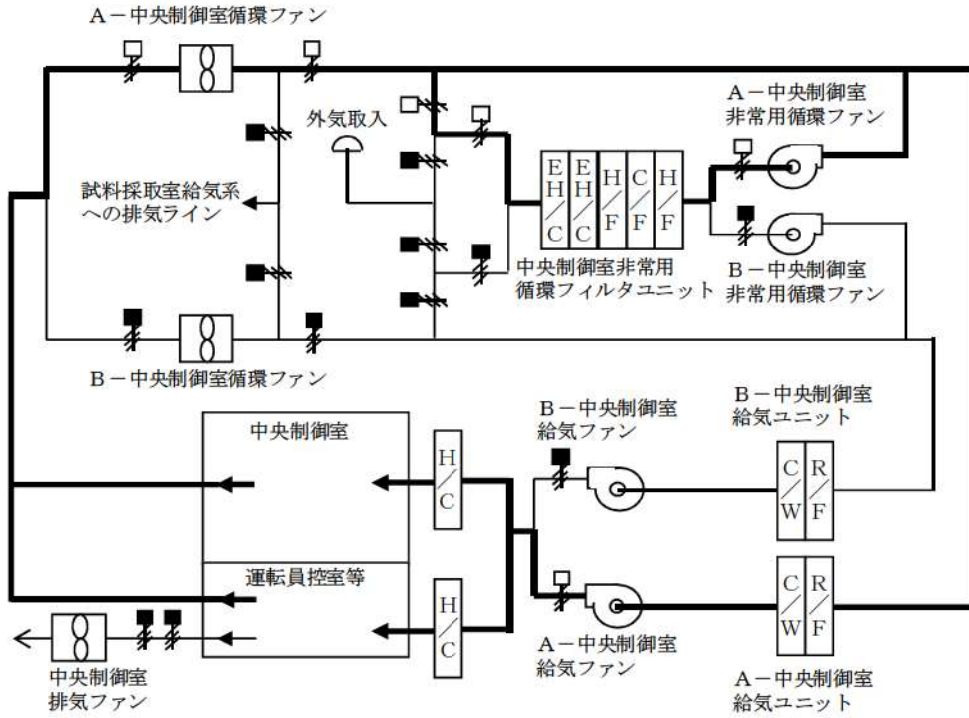 A-中央制御室循環ファン
外気取入
A-中央制御室
非常用循環ファン
試料採取室給気系
への排気ライン
EH/C
EH/C
H/F
C/F
H/F
中央制御室非常用
循環フィルタユニット
B-中央制御室
非常用循環ファン
B-中央制御室循環ファン
中央制御室
H/C
B-中央制御室
給気ファン
B-中央制御室
給気ユニット
C/W
R/F
運転員控室等
H/C
A-中央制御室
給気ファン
C/W
R/F
A-中央制御室
給気ユニット
中央制御室
排気ファン